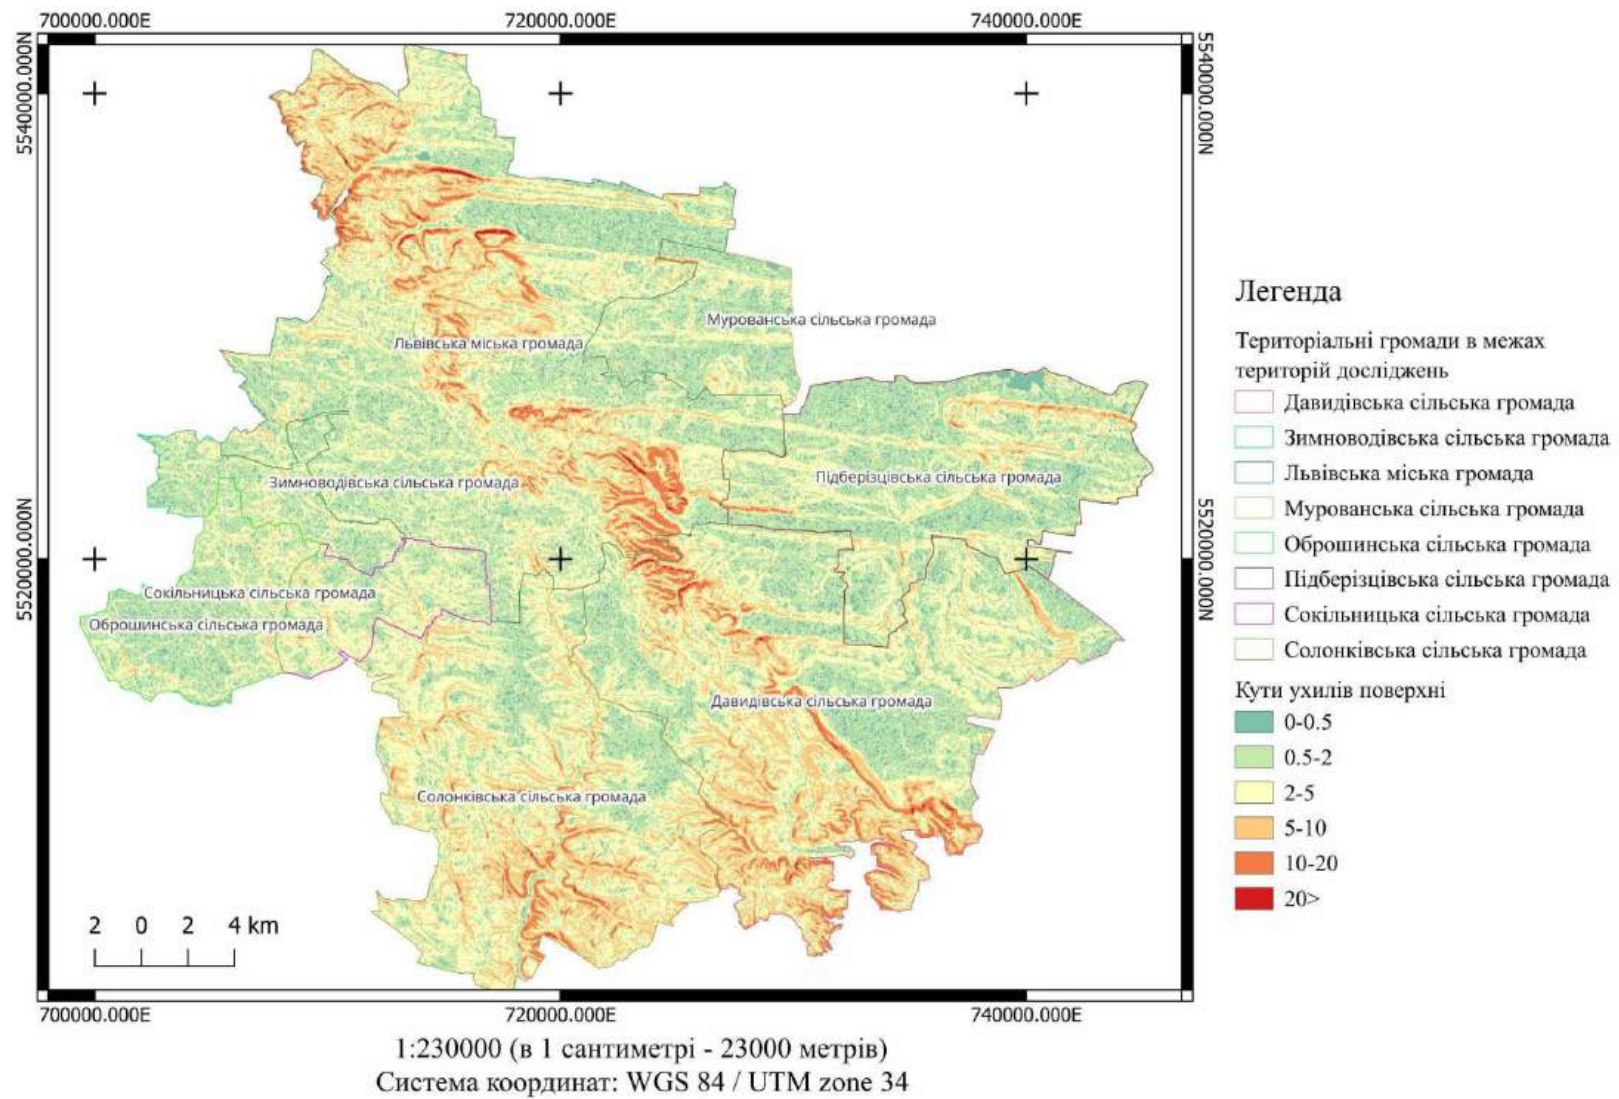 700000.000E 720000.000E 740000.000E
5540000.000N 5540000.000N
Мурованська сільська громада
Львівська міська громада
Підберізцівська сільська громада
Зимноводівська сільська громада
5520000.000N 5520000.000N
Сокільницька сільська громада
Оброшинська сільська громада
Давидівська сільська громада
Солонківська сільська громада
2 0 2 4 km
700000.000E 720000.000E 740000.000E
1:230000 (в 1 сантиметрі - 23000 метрів)
Система координат: WGS 84 / UTM zone 34
Легенда
Територіальні громади в межах
територій досліджень
Давидівська сільська громада
Зимноводівська сільська громада
Львівська міська громада
Мурованська сільська громада
Оброшинська сільська громада
Підберізцівська сільська громада
Сокільницька сільська громада
Солонківська сільська громада
Кути ухилів поверхні
0-0.5
0.5-2
2-5
5-10
10-20
20>